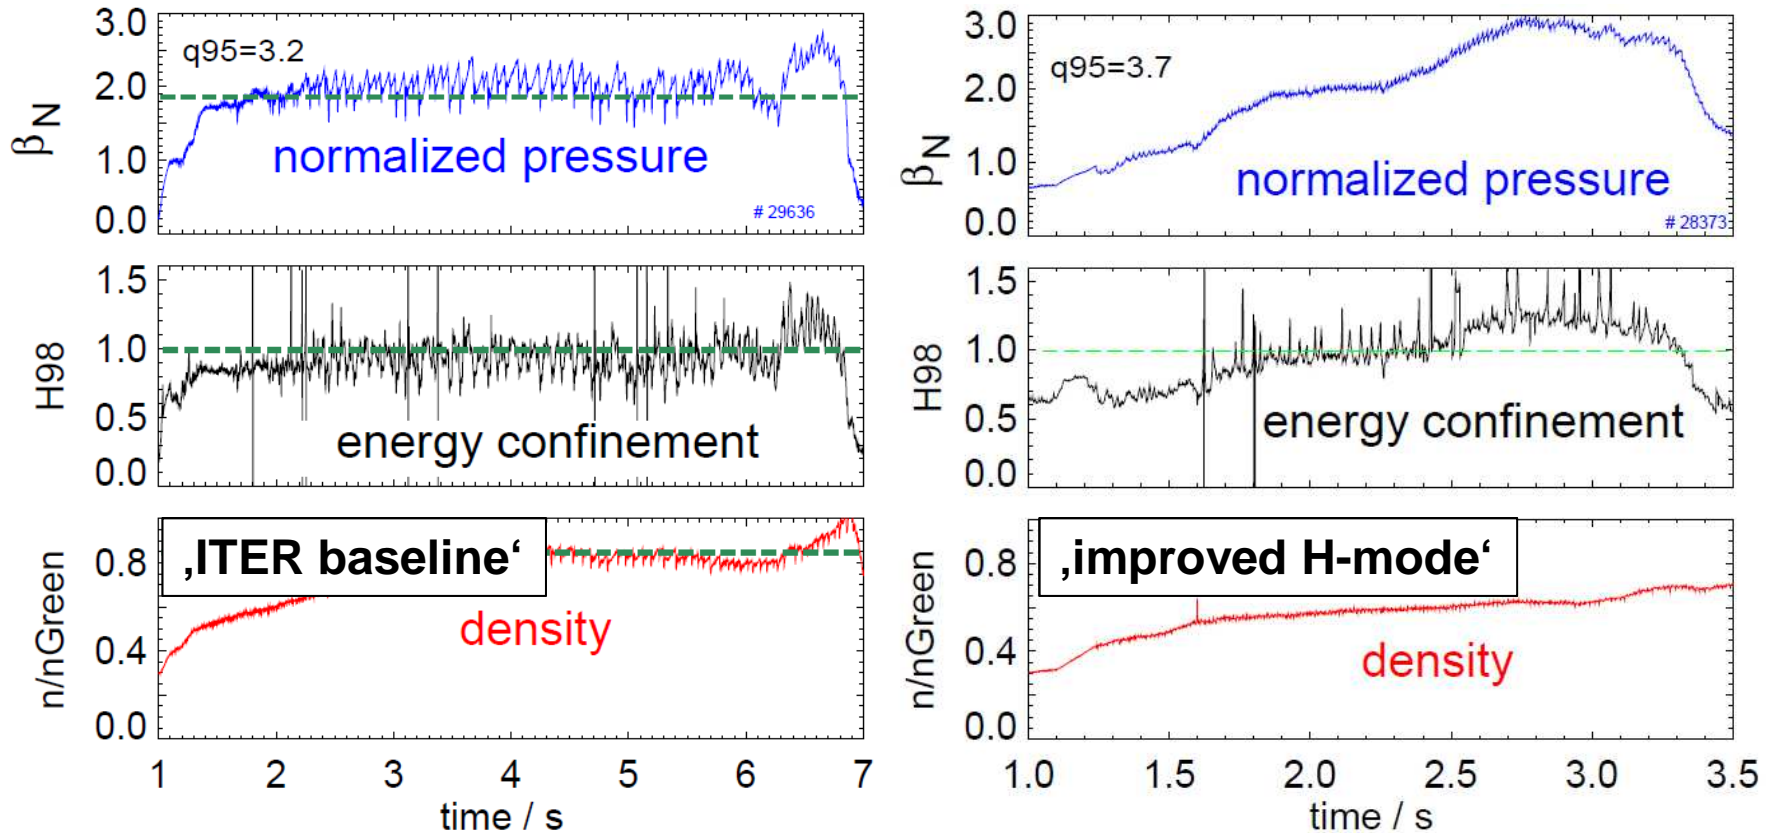 3.0
2.0
1.0
0.0
βN
q95=3.2
normalized pressure
# 29636
1.5
1.0
0.5
0.0
H98
energy confinement
0.8
0.4
0.0
n/nGreen
‚ITER baseline‘
density
1 2 3 4 5 6 7
time / s
3.0
2.0
1.0
0.0
βN
q95=3.7
normalized pressure
# 28373
1.5
1.0
0.5
0.0
H98
energy confinement
0.8
0.4
0.0
n/nGreen
‚improved H-mode‘
density
1.0 1.5 2.0 2.5 3.0 3.5
time / s